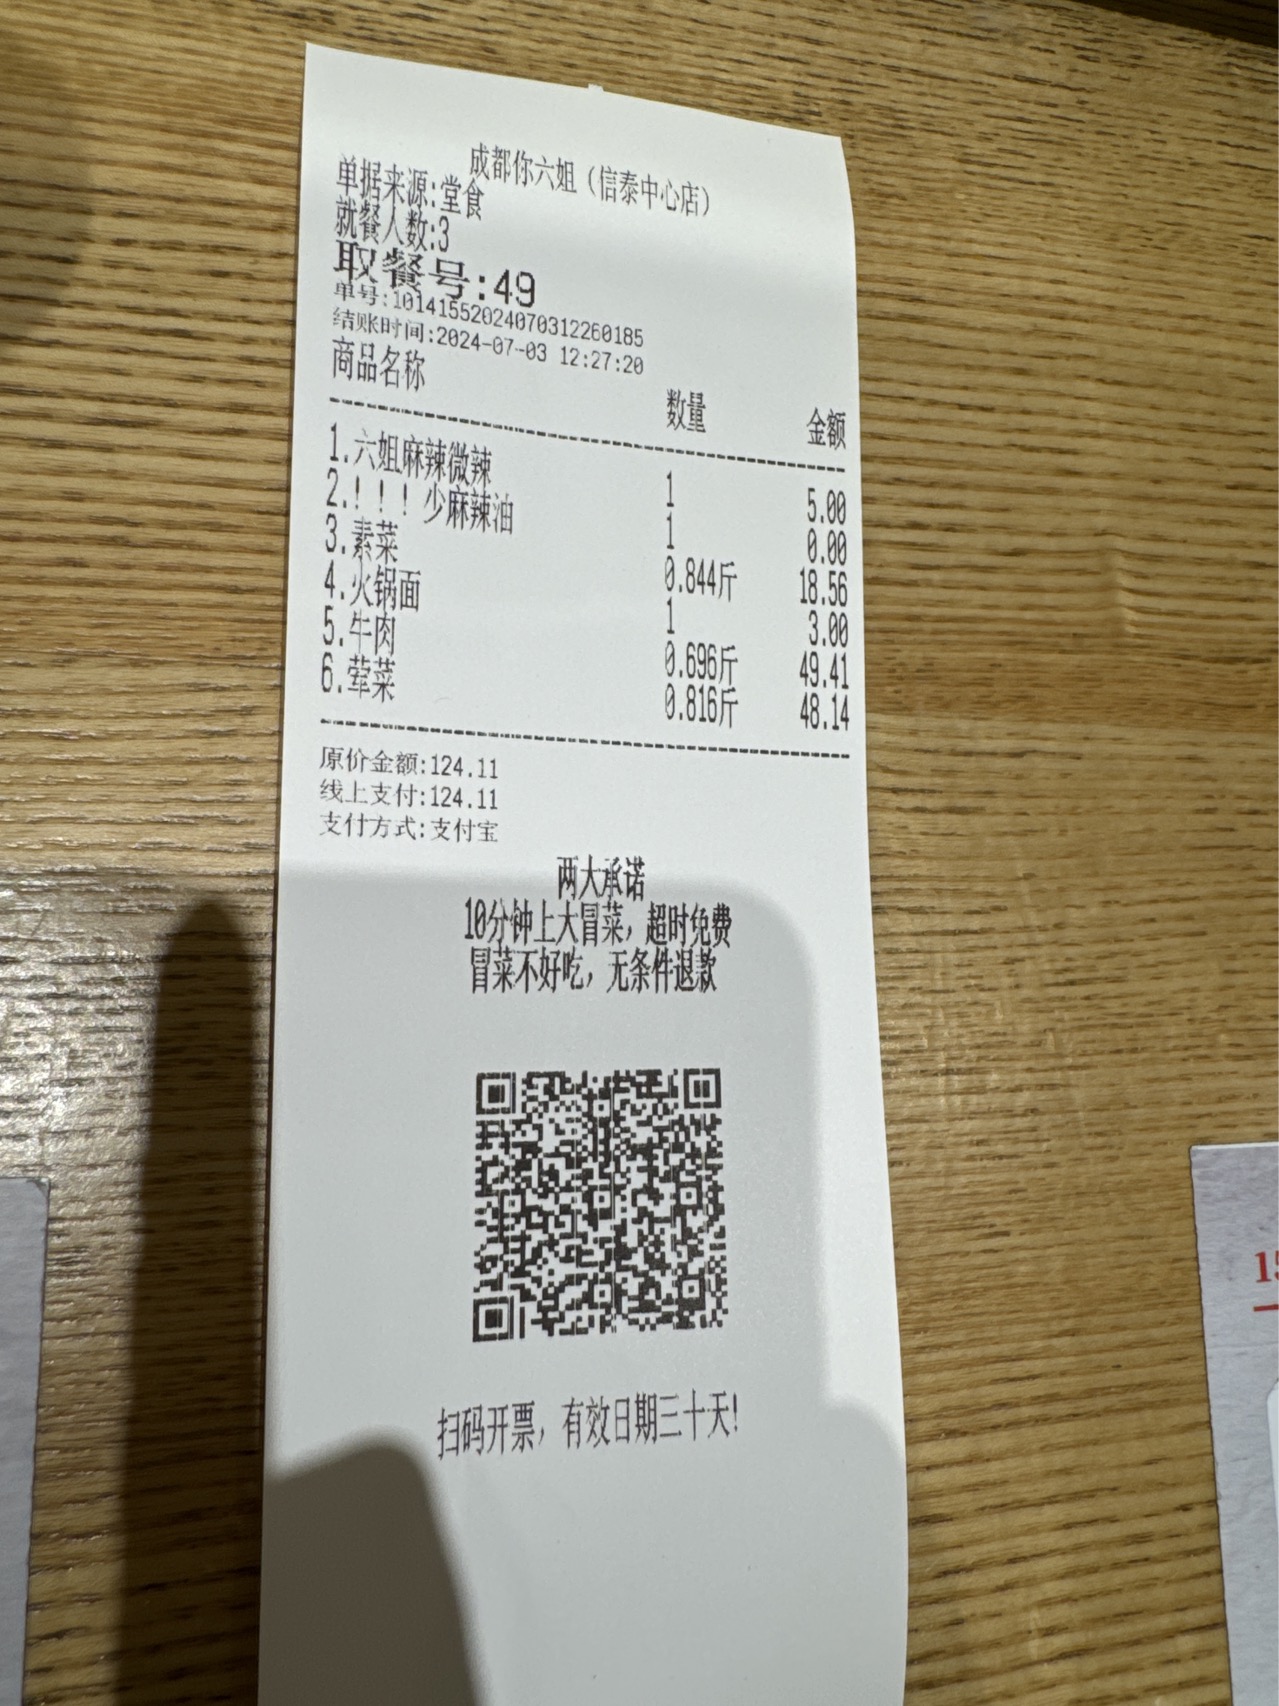 成都你六姐（信泰中心店）
单据来源:堂食
就餐人数:3
取餐号:49
单号:10141552024070312260185
结账时间:2024-07-03 12:27:20
商品名称 数量 金额
1.六姐麻辣微辣 1 5.00
2.！！！少麻辣油 1 0.00
3.素菜 0.844斤 18.56
4.火锅面 1 3.00
5.牛肉 0.696斤 49.41
6.荤菜 0.816斤 48.14
原价金额:124.11
线上支付:124.11
支付方式:支付宝
两大承诺
10分钟上大冒菜，超时免费
冒菜不好吃，无条件退款
扫码开票，有效日期三十天！